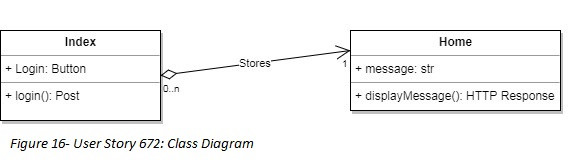 Index
+ Login: Button
+ login(): Post
0..n
Stores
1
Home
+ message: str
+ displayMessage(): HTTP Response
Figure 16- User Story 672: Class Diagram